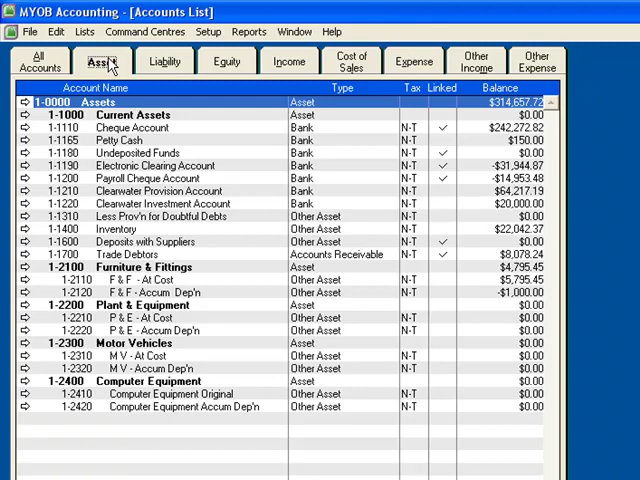 MYOB Accounting - [Accounts List]
File Edit Lists Command Centres Setup Reports Window Help
All Accounts Asset Liability Equity Income Cost of Sales Expense Other Income Other Expense
Account Name Type Tax Linked Balance
1-0000 Assets Asset $314,657.72
1-1000 Current Assets Asset $0.00
1-1110 Cheque Account Bank N-T ✓ $242,272.82
1-1165 Petty Cash Bank N-T $150.00
1-1180 Undeposited Funds Bank N-T ✓ $0.00
1-1190 Electronic Clearing Account Bank N-T ✓ -$31,944.87
1-1200 Payroll Cheque Account Bank N-T ✓ -$14,953.48
1-1210 Clearwater Provision Account Bank N-T $64,217.19
1-1220 Clearwater Investment Account Bank N-T $20,000.00
1-1310 Less Prov'n for Doubtful Debts Other Asset N-T $0.00
1-1400 Inventory Other Asset N-T $22,042.37
1-1600 Deposits with Suppliers Other Asset N-T ✓ $0.00
1-1700 Trade Debtors Accounts Receivable N-T ✓ $8,078.24
1-2100 Furniture & Fittings Asset $4,795.45
1-2110 F & F - At Cost Other Asset N-T $5,795.45
1-2120 F & F - Accum Dep'n Other Asset N-T -$1,000.00
1-2200 Plant & Equipment Asset $0.00
1-2210 P & E - At Cost Other Asset N-T $0.00
1-2220 P & E - Accum Dep'n Other Asset N-T $0.00
1-2300 Motor Vehicles Asset $0.00
1-2310 M V - At Cost Other Asset N-T $0.00
1-2320 M V - Accum Dep'n Other Asset N-T $0.00
1-2400 Computer Equipment Asset $0.00
1-2410 Computer Equipment Original Other Asset N-T $0.00
1-2420 Computer Equipment Accum Dep'n Other Asset N-T $0.00